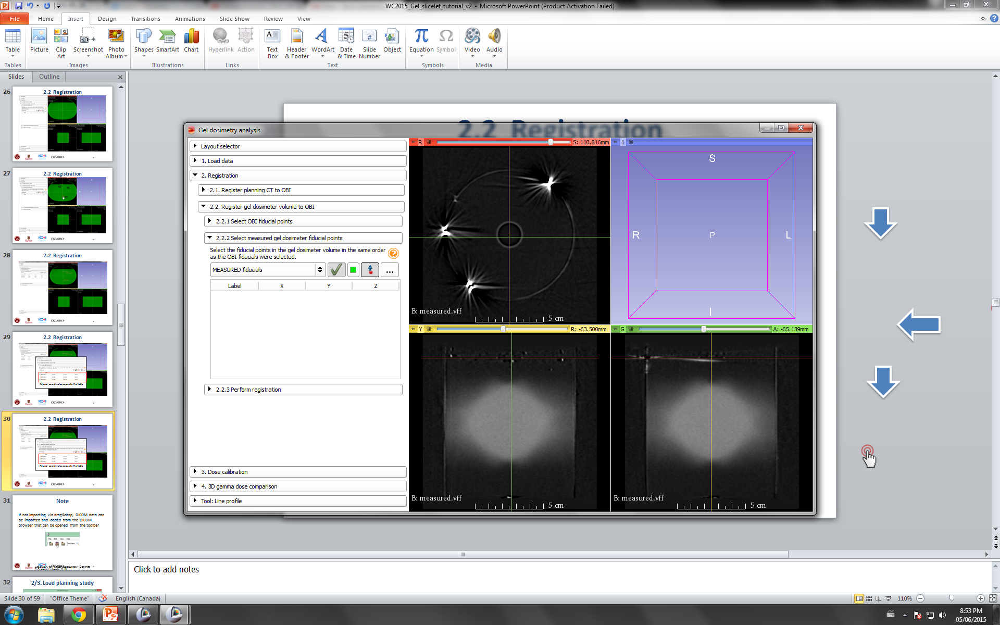 WC2015_Gel_slicelet_tutorial_v2 - Microsoft PowerPoint (Product Activation Failed)
File Home Insert Design Transitions Animations Slide Show Review View
Table Picture Clip Art Screenshot Photo Album Shapes SmartArt Chart Hyperlink Action Text Box Header & Footer WordArt Date & Time Slide Number Object Equation Symbol Video Audio
Tables Images Illustrations Links Text Symbols Media
Slides Outline
26
2.2 Registration
27
2.2 Registration
28
2.2 Registration
29
2.2 Registration
30
2.2 Registration
31
Note
If not importing via drag&drop, DICOM data can
be imported and loaded from the DICOM
browser that can be opened from the toolbar
32
2/3. Load planning study
2.2 Registration
Gel dosimetry analysis
Layout selector
1. Load data
2. Registration
2.1. Register planning CT to OBI
2.2. Register gel dosimeter volume to OBI
2.2.1 Select OBI fiducial points
2.2.2 Select measured gel dosimeter fiducial points
Select the fiducial points in the gel dosimeter volume in the same order
as the OBI fiducials were selected.
MEASURED fiducials
...
Label X Y Z
2.2.3 Perform registration
3. Dose calibration
4. 3D gamma dose comparison
Tool: Line profile
R S: 110.816mm
B: measured.vff
5 cm
1
S
R P L
I
Y R: -63.500mm
B: measured.vff
5 cm
G A: -65.139mm
B: measured.vff
5 cm
Click to add notes
Slide 30 of 59 "Office Theme" English (Canada) 110%
8:53 PM
05/06/2015